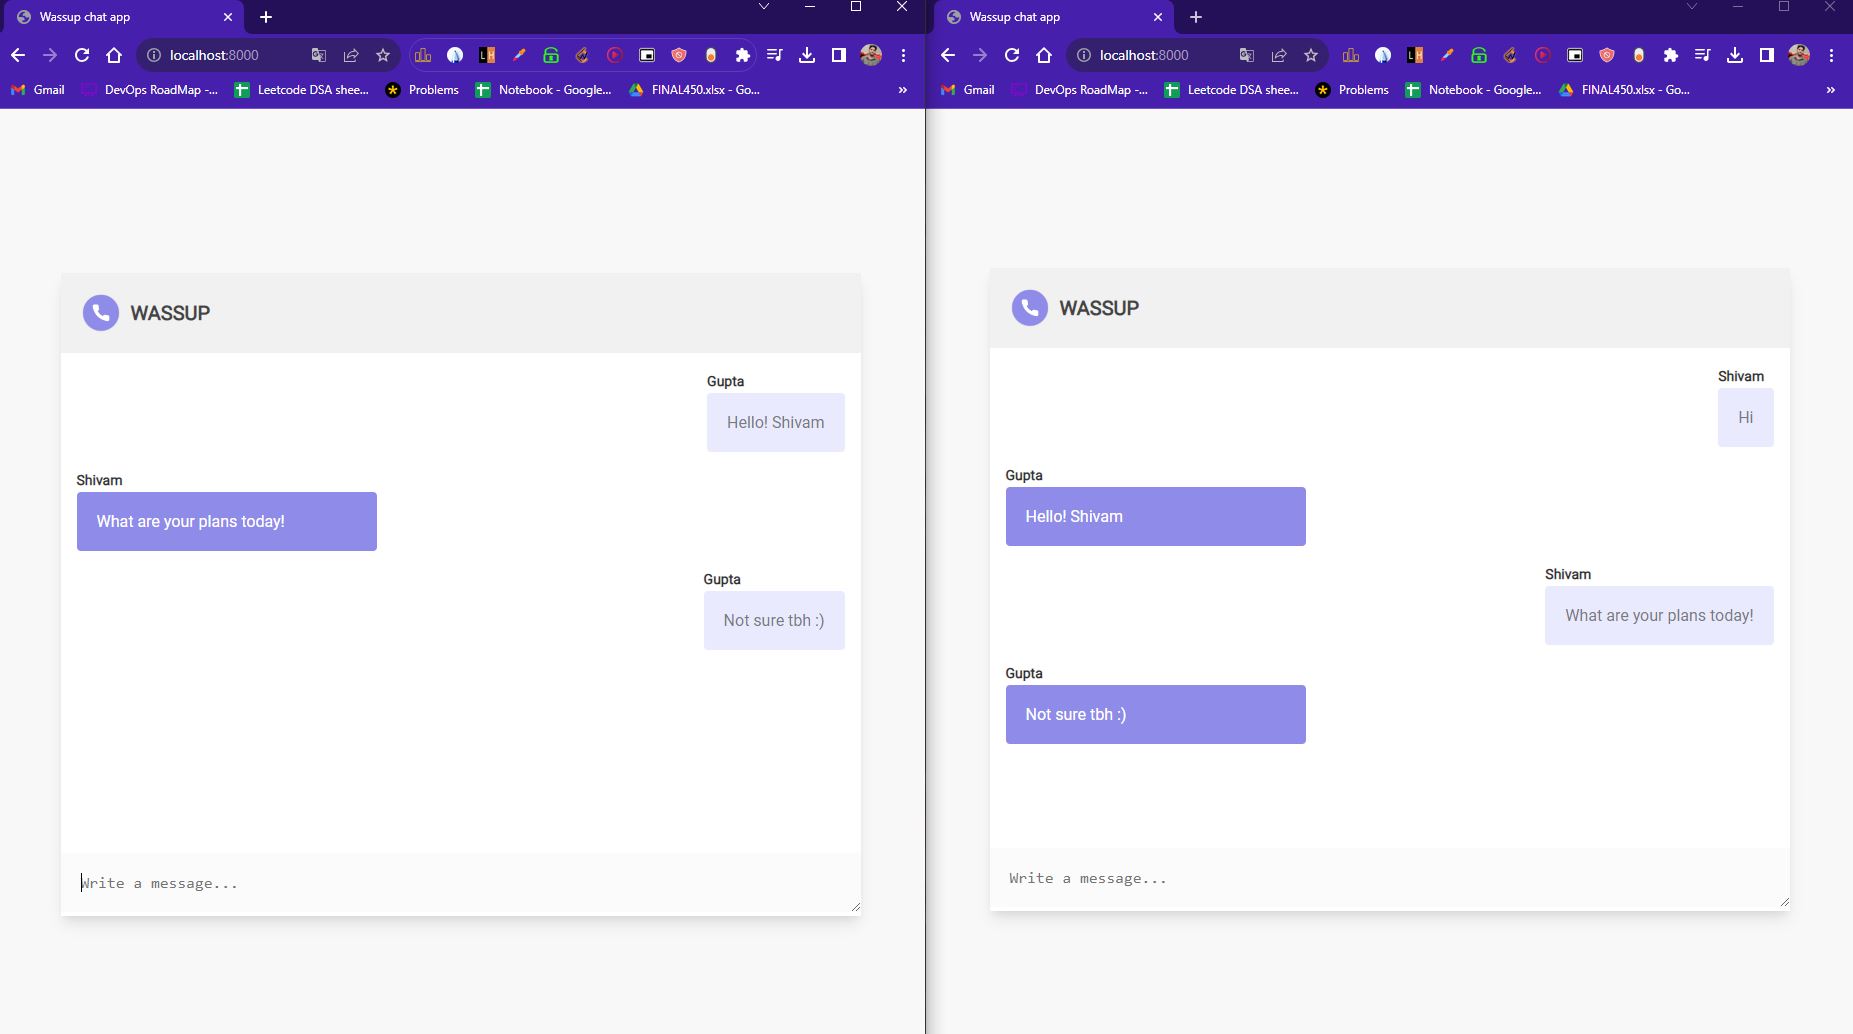 Wassup chat app
localhost:8000
Gmail
DevOps RoadMap -...
Leetcode DSA shee...
Problems
Notebook - Google...
FINAL450.xlsx - Go...
»
WASSUP
Gupta
Hello! Shivam
Shivam
What are your plans today!
Gupta
Not sure tbh :)
Write a message...
Wassup chat app
localhost:8000
Gmail
DevOps RoadMap -...
Leetcode DSA shee...
Problems
Notebook - Google...
FINAL450.xlsx - Go...
»
WASSUP
Shivam
Hi
Gupta
Hello! Shivam
Shivam
What are your plans today!
Gupta
Not sure tbh :)
Write a message...